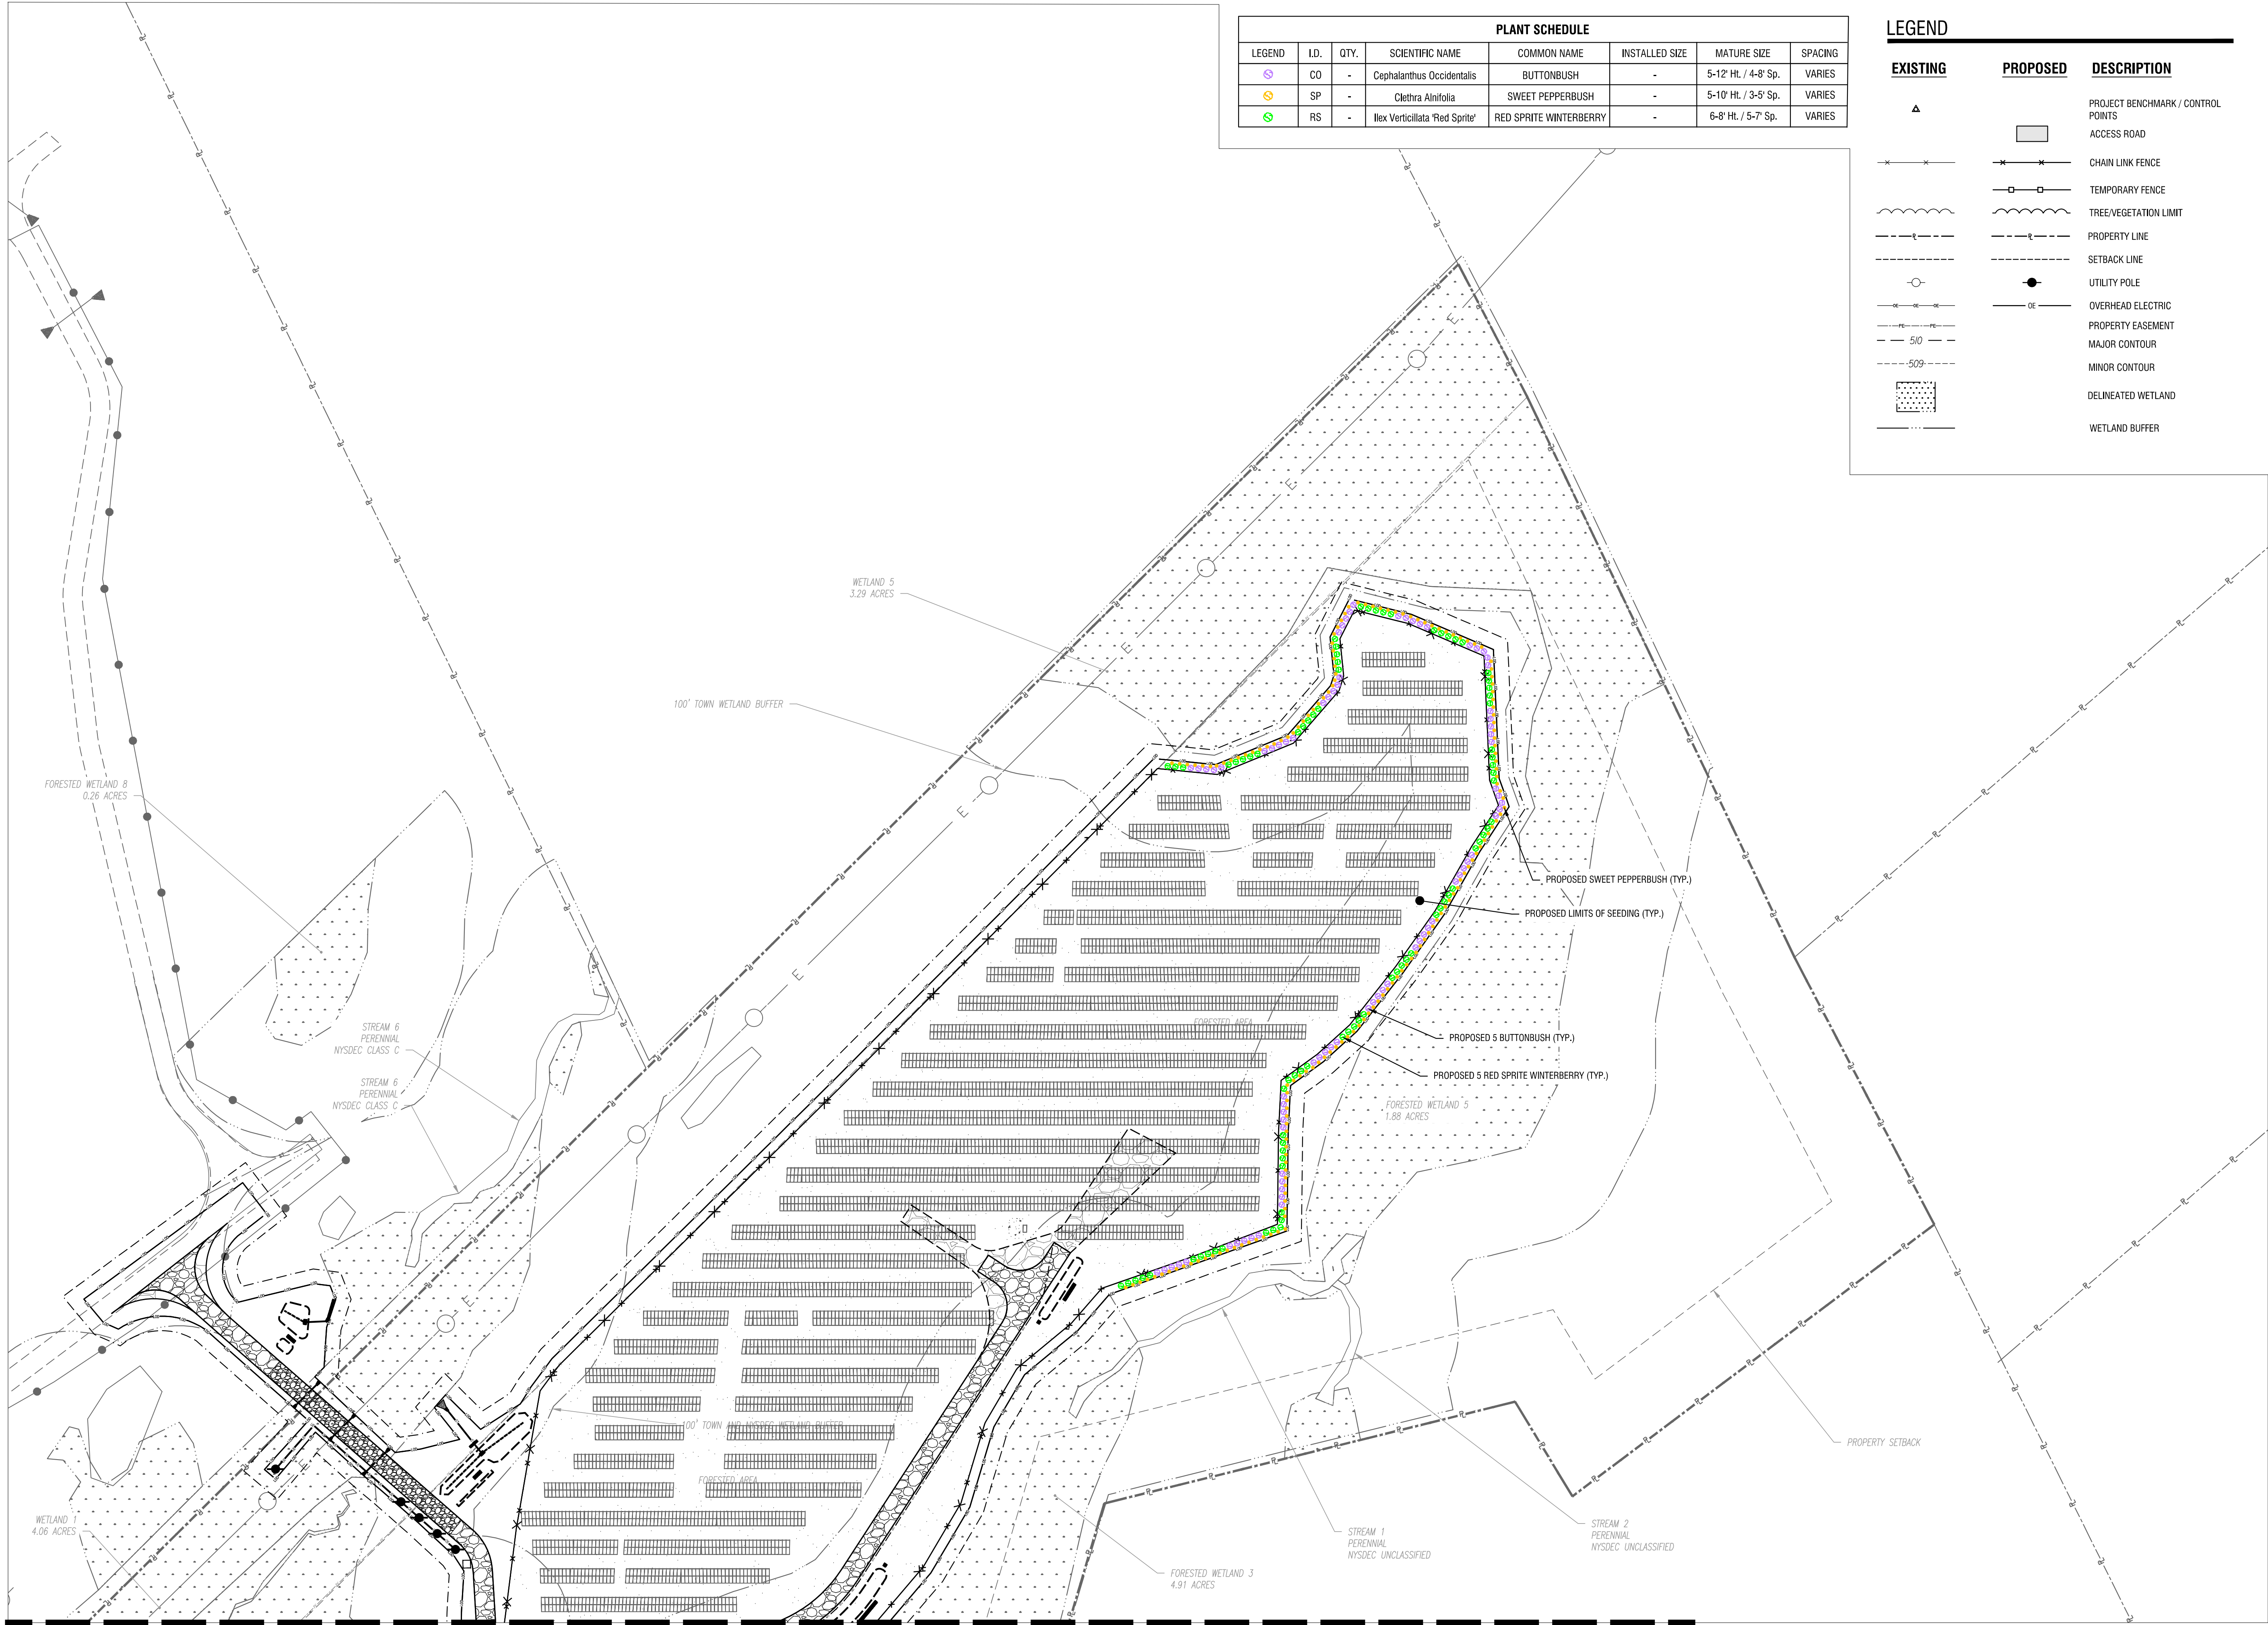 PLANT SCHEDULE
LEGEND I.D. QTY. SCIENTIFIC NAME COMMON NAME INSTALLED SIZE MATURE SIZE SPACING
CO - Cephalanthus Occidentalis BUTTONBUSH - 5-12' Ht. / 4-8' Sp. VARIES
SP - Clethra Alnifolia SWEET PEPPERBUSH - 5-10' Ht. / 3-5' Sp. VARIES
RS - Ilex Verticillata 'Red Sprite' RED SPRITE WINTERBERRY - 6-8' Ht. / 5-7' Sp. VARIES
LEGEND
EXISTING PROPOSED DESCRIPTION
PROJECT BENCHMARK / CONTROL
POINTS
ACCESS ROAD
CHAIN LINK FENCE
TEMPORARY FENCE
TREE/VEGETATION LIMIT
PROPERTY LINE
SETBACK LINE
UTILITY POLE
OE OE OE OE OVERHEAD ELECTRIC
PE PE PROPERTY EASEMENT
510 MAJOR CONTOUR
509 MINOR CONTOUR
DELINEATED WETLAND
WETLAND BUFFER
WETLAND 5
3.29 ACRES
100' TOWN WETLAND BUFFER
FORESTED WETLAND 8
0.26 ACRES
PROPOSED SWEET PEPPERBUSH (TYP.)
PROPOSED LIMITS OF SEEDING (TYP.)
STREAM 6
PERENNIAL
NYSDEC CLASS C
FORESTED AREA
PROPOSED 5 BUTTONBUSH (TYP.)
PROPOSED 5 RED SPRITE WINTERBERRY (TYP.)
STREAM 6
PERENNIAL
NYSDEC CLASS C
FORESTED WETLAND 5
1.88 ACRES
100' TOWN AND NYSDEC WETLAND BUFFER
PROPERTY SETBACK
FORESTED AREA
WETLAND 1
4.06 ACRES
STREAM 1
PERENNIAL
NYSDEC UNCLASSIFIED
STREAM 2
PERENNIAL
NYSDEC UNCLASSIFIED
FORESTED WETLAND 3
4.91 ACRES
E
E
E
E
E
E
E
E